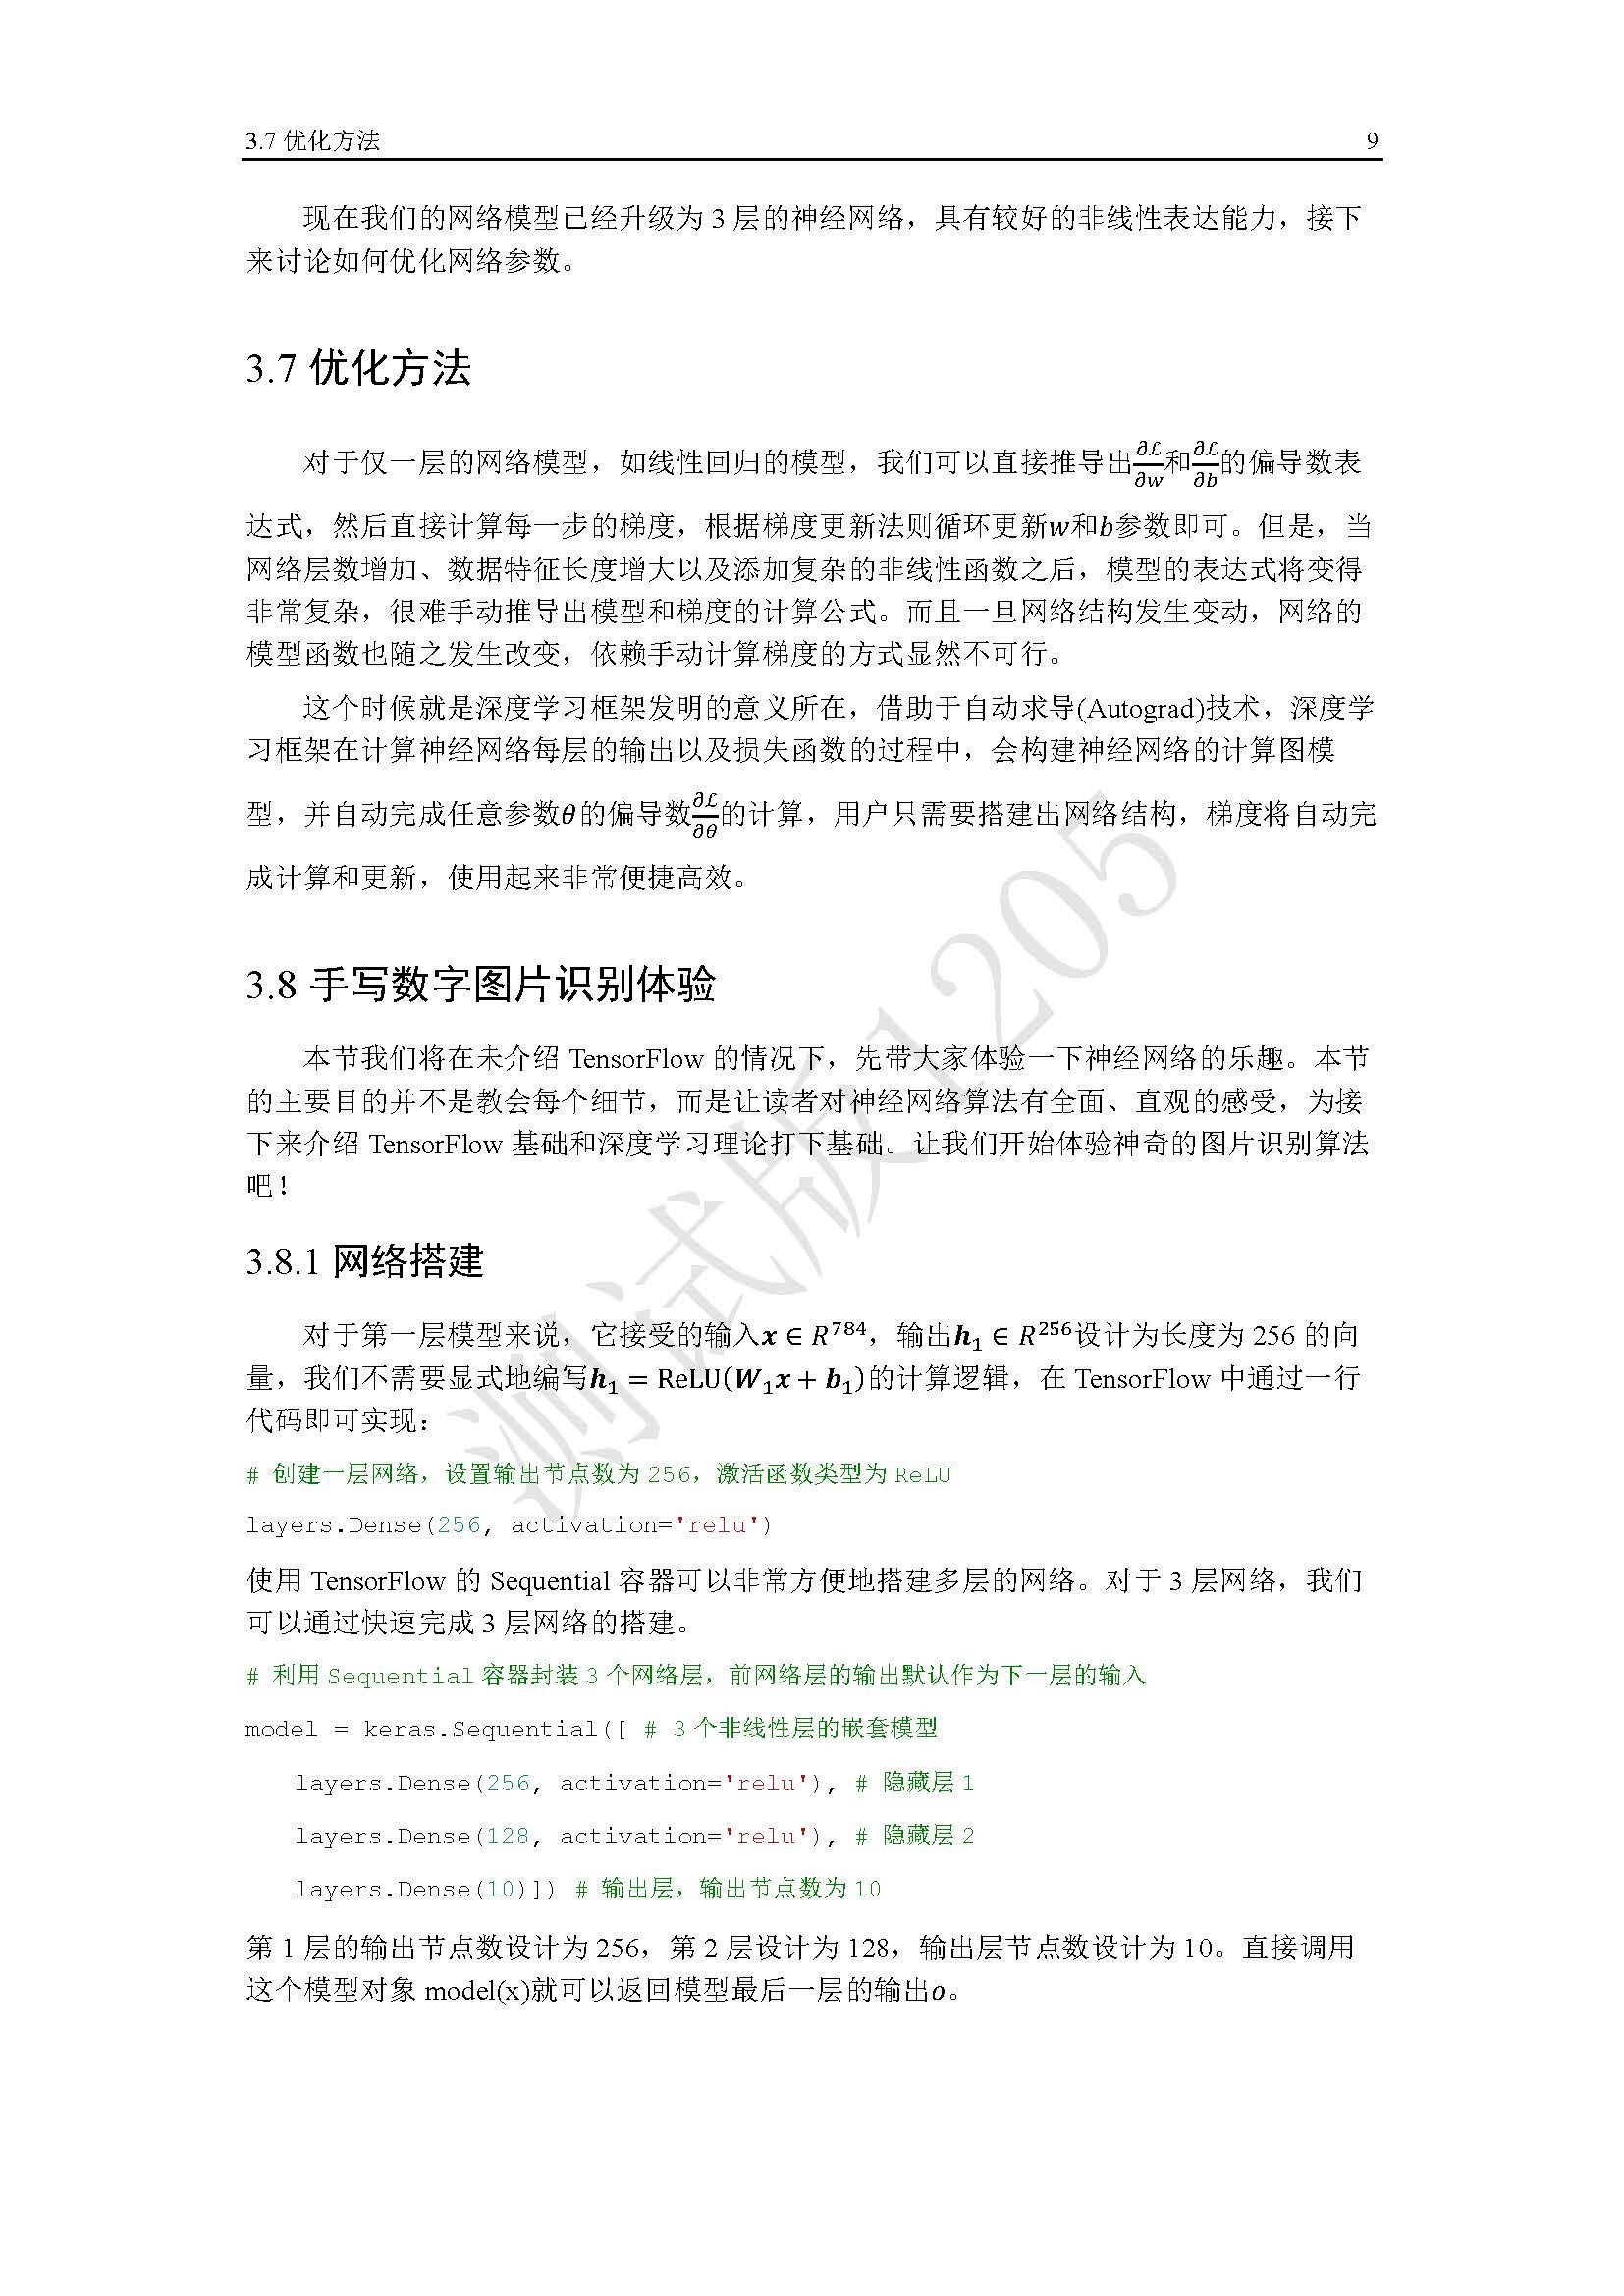 3.7 优化方法 9
现在我们的网络模型已经升级为 3 层的神经网络，具有较好的非线性表达能力，接下
来讨论如何优化网络参数。
3.7 优化方法
对于仅一层的网络模型，如线性回归的模型，我们可以直接推导出∂ℒ/∂w和∂ℒ/∂b的偏导数表
达式，然后直接计算每一步的梯度，根据梯度更新法则循环更新w和b参数即可。但是，当
网络层数增加、数据特征长度增大以及添加复杂的非线性函数之后，模型的表达式将变得
非常复杂，很难手动推导出模型和梯度的计算公式。而且一旦网络结构发生变动，网络的
模型函数也随之发生改变，依赖手动计算梯度的方式显然不可行。
这个时候就是深度学习框架发明的意义所在，借助于自动求导(Autograd)技术，深度学
习框架在计算神经网络每层的输出以及损失函数的过程中，会构建神经网络的计算图模
型，并自动完成任意参数θ的偏导数∂ℒ/∂θ的计算，用户只需要搭建出网络结构，梯度将自动完
成计算和更新，使用起来非常便捷高效。
3.8 手写数字图片识别体验
本节我们将在未介绍 TensorFlow 的情况下，先带大家体验一下神经网络的乐趣。本节
的主要目的并不是教会每个细节，而是让读者对神经网络算法有全面、直观的感受，为接
下来介绍 TensorFlow 基础和深度学习理论打下基础。让我们开始体验神奇的图片识别算法
吧！
3.8.1 网络搭建
对于第一层模型来说，它接受的输入x ∈ R⁷⁸⁴，输出h₁ ∈ R²⁵⁶设计为长度为 256 的向
量，我们不需要显式地编写h₁ = ReLU(W₁x + b₁)的计算逻辑，在 TensorFlow 中通过一行
代码即可实现：
# 创建一层网络，设置输出节点数为 256，激活函数类型为 ReLU
layers.Dense(256, activation='relu')
使用 TensorFlow 的 Sequential 容器可以非常方便地搭建多层的网络。对于 3 层网络，我们
可以通过快速完成 3 层网络的搭建。
# 利用 Sequential 容器封装 3 个网络层，前网络层的输出默认作为下一层的输入
model = keras.Sequential([ # 3 个非线性层的嵌套模型
layers.Dense(256, activation='relu'), # 隐藏层 1
layers.Dense(128, activation='relu'), # 隐藏层 2
layers.Dense(10)]) # 输出层，输出节点数为 10
第 1 层的输出节点数设计为 256，第 2 层设计为 128，输出层节点数设计为 10。直接调用
这个模型对象 model(x)就可以返回模型最后一层的输出o。
测试版1205